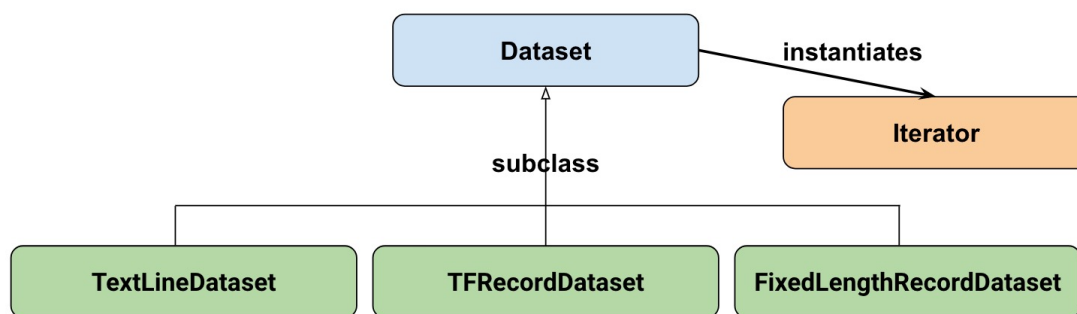 Dataset
instantiates
Iterator
subclass
TextLineDataset
TFRecordDataset
FixedLengthRecordDataset